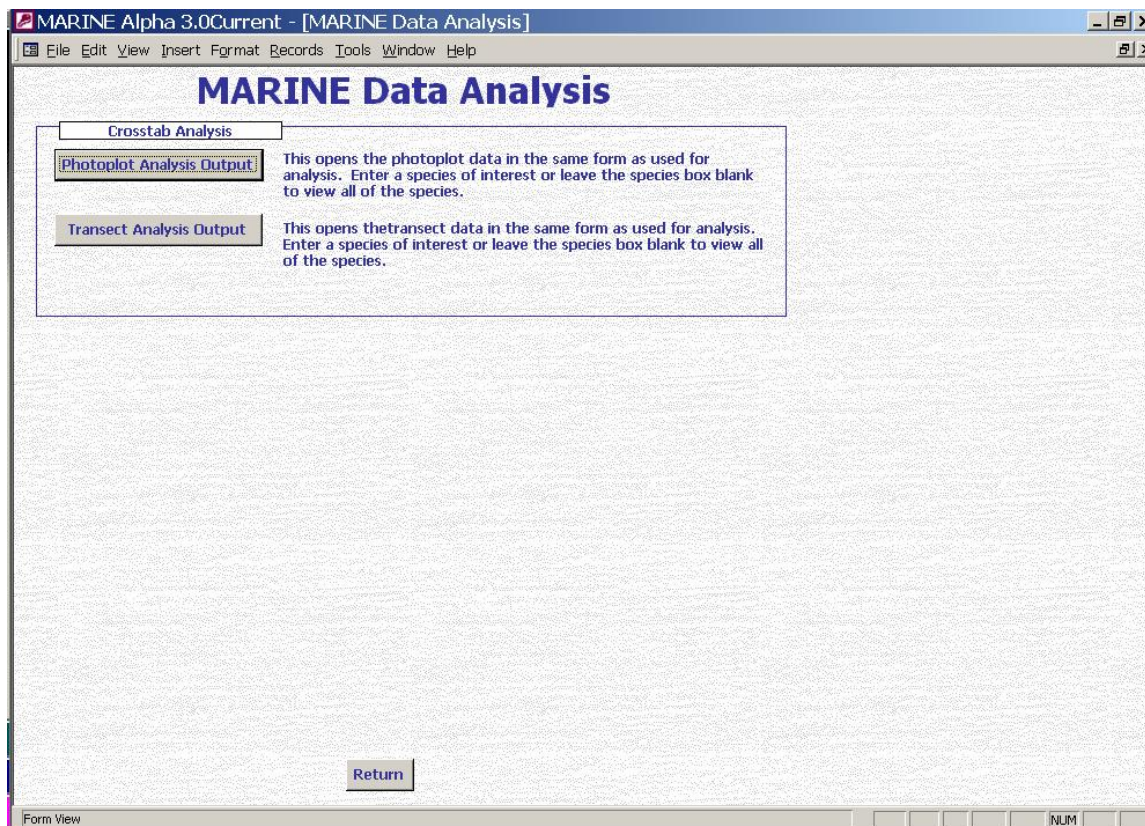 MARINE Alpha 3.0Current - [MARINE Data Analysis]
File Edit View Insert Format Records Tools Window Help
MARINE Data Analysis
Crosstab Analysis
Photoplot Analysis Output
This opens the photoplot data in the same form as used for
analysis. Enter a species of interest or leave the species box blank
to view all of the species.
Transect Analysis Output
This opens thetransect data in the same form as used for analysis.
Enter a species of interest or leave the species box blank to view all
of the species.
Return
Form View
NUM